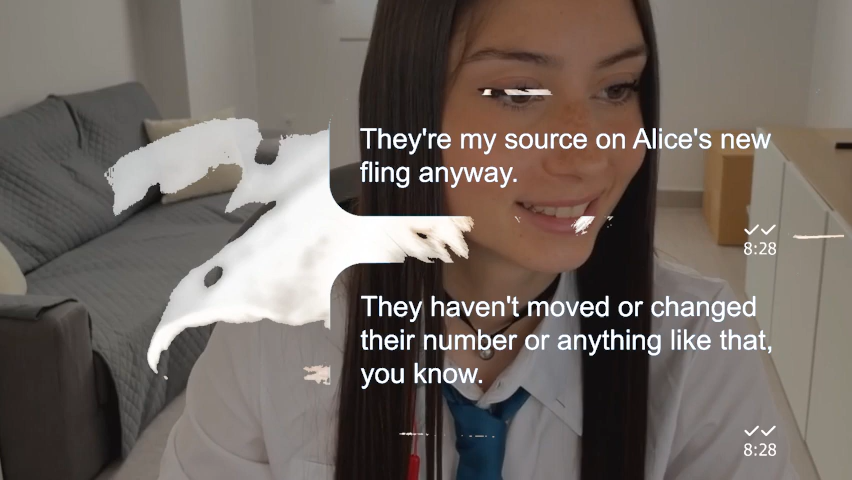 They're my source on Alice's new
fling anyway.
8:28
They haven't moved or changed
their number or anything like that,
you know.
8:28